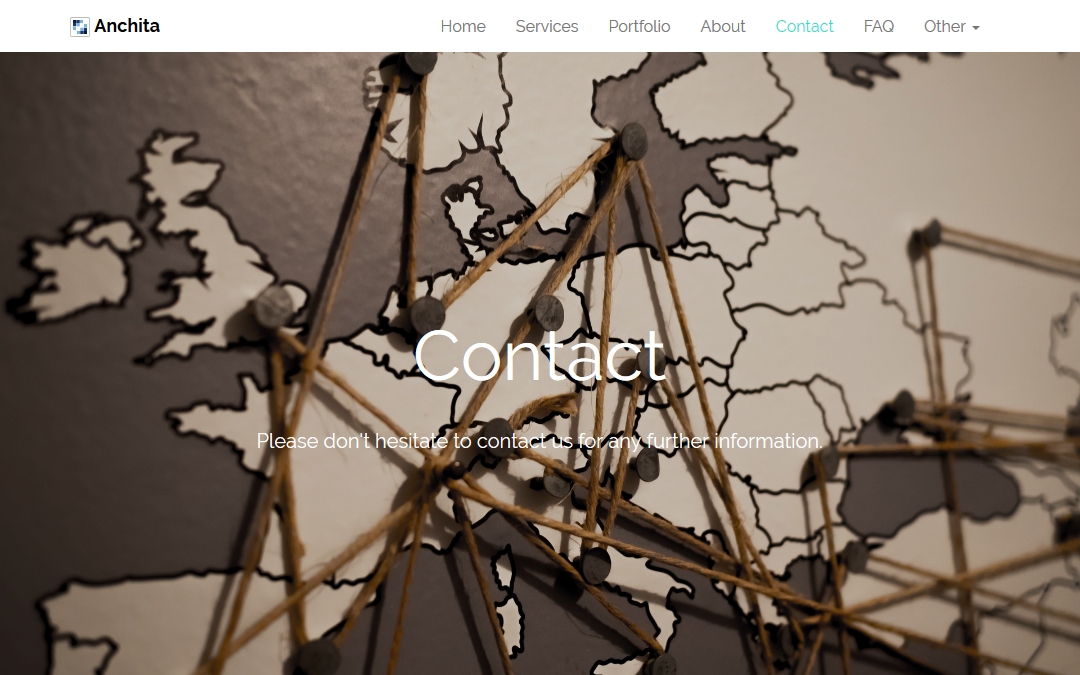 Anchita
Home Services Portfolio About Contact FAQ Other
Contact
Please don't hesitate to contact us for any further information.